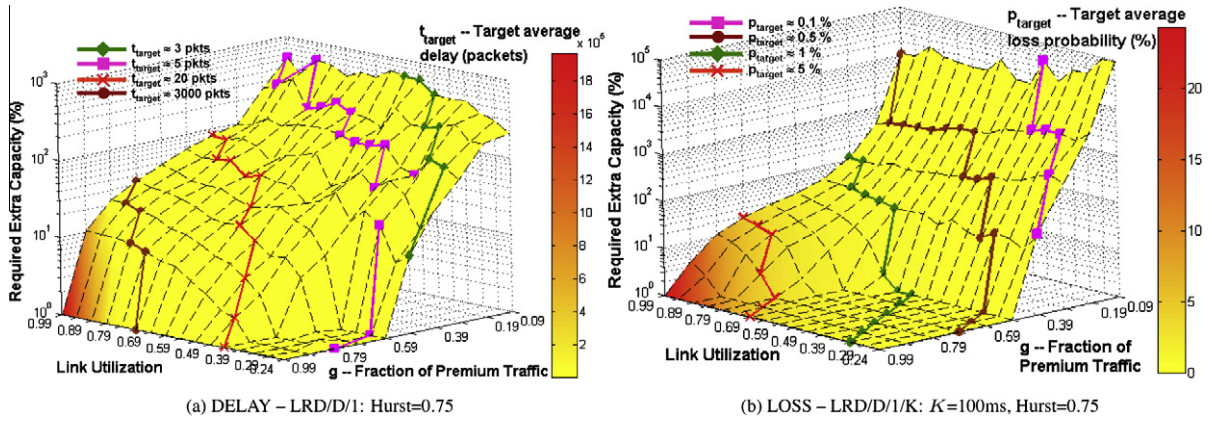 t_target -- Target average
delay (packets)
t_target ≈ 3 pkts
t_target ≈ 5 pkts
t_target ≈ 20 pkts
t_target ≈ 3000 pkts
x 10
18
16
14
12
10
8
6
4
2
Required Extra Capacity (%)
10^3
10^2
10^1
10^0
0.99
0.89
0.79
0.69
0.59
0.49
0.39
0.29
0.24
Link Utilization
0.99
0.79
0.59
0.39
0.19
0.09
g -- Fraction of Premium Traffic
(a) DELAY – LRD/D/1: Hurst=0.75
p_target -- Target average
loss probability (%)
p_target ≈ 0.1 %
p_target ≈ 0.5 %
p_target ≈ 1 %
p_target ≈ 5 %
20
15
10
5
0
Required Extra Capacity (%)
10^5
10^4
10^3
10^2
10^1
10^0
0.99
0.89
0.79
0.69
0.59
0.49
0.39
0.29
0.24
Link Utilization
0.99
0.79
0.59
0.39
0.19
0.09
g -- Fraction of
Premium Traffic
(b) LOSS – LRD/D/1/K: K=100ms, Hurst=0.75